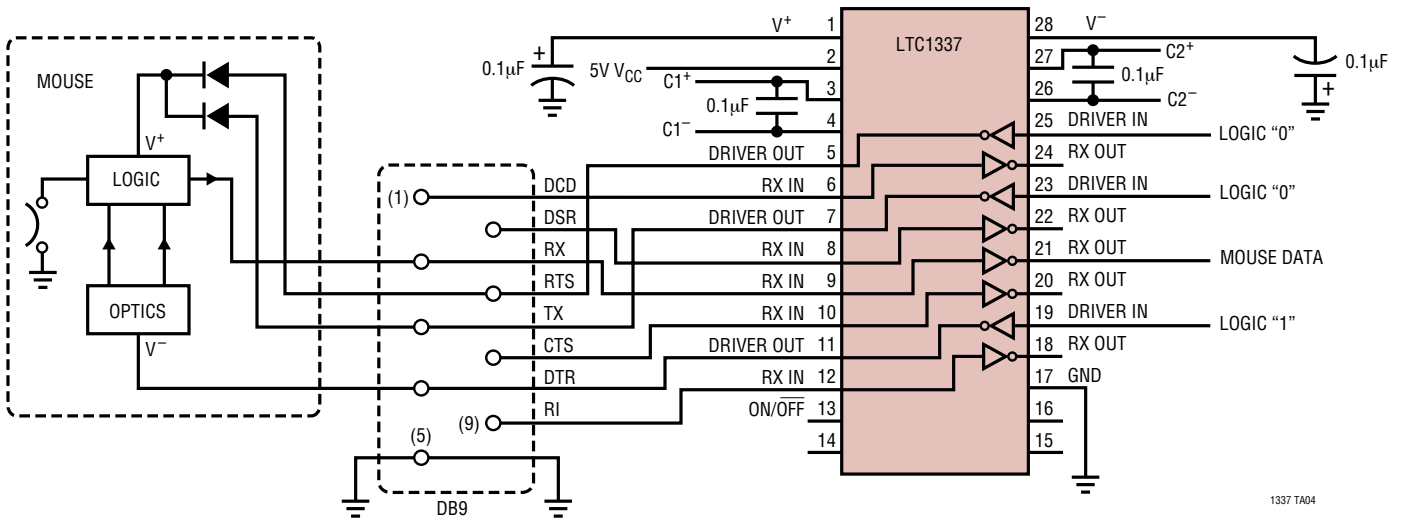 MOUSE
V+
LOGIC
OPTICS
V–
(1)
(9)
(5)
DB9
DCD
DSR
RX
RTS
TX
CTS
DTR
RI
0.1µF
+
5V VCC
V+
C1+
0.1µF
C1–
DRIVER OUT
RX IN
DRIVER OUT
RX IN
RX IN
RX IN
DRIVER OUT
RX IN
ON/OFF
LTC1337
1
2
3
4
5
6
7
8
9
10
11
12
13
14
28
27
26
25
24
23
22
21
20
19
18
17
16
15
V–
C2+
0.1µF
C2–
0.1µF
+
DRIVER IN
RX OUT
DRIVER IN
RX OUT
RX OUT
RX OUT
DRIVER IN
RX OUT
GND
LOGIC “0”
LOGIC “0”
MOUSE DATA
LOGIC “1”
1337 TA04